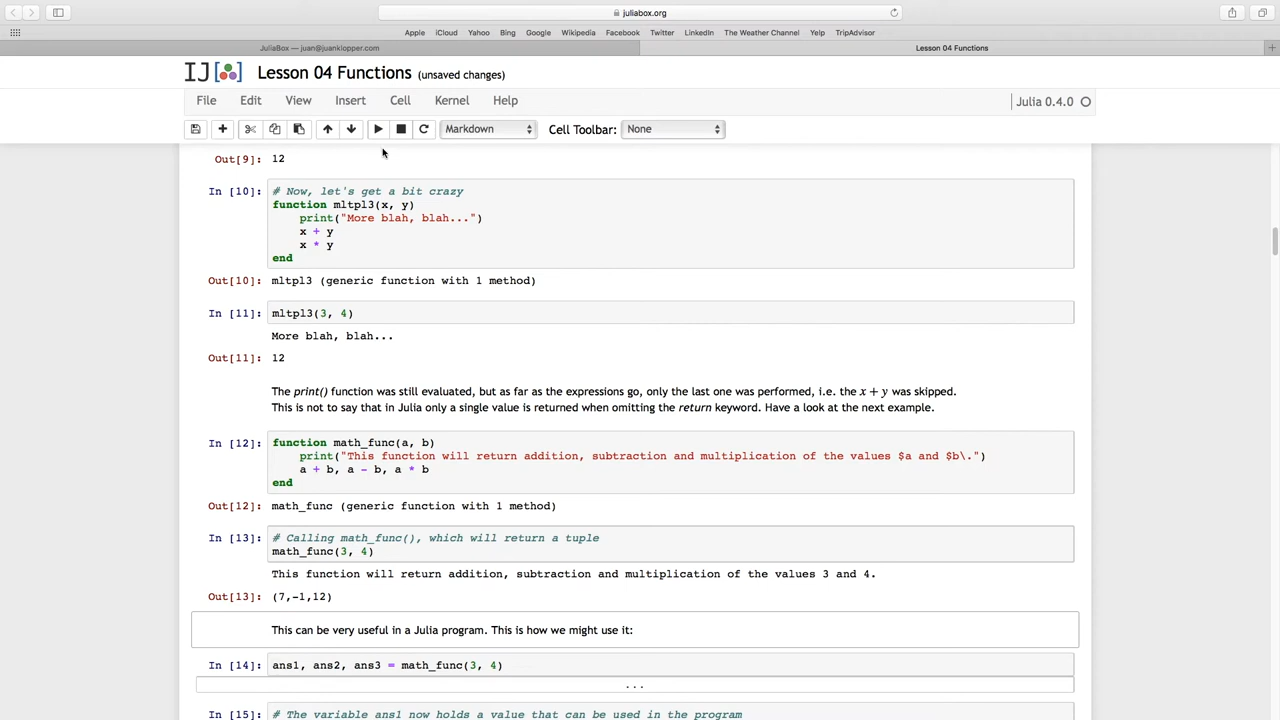 juliabox.org
Apple iCloud Yahoo Bing Google Wikipedia Facebook Twitter LinkedIn The Weather Channel Yelp TripAdvisor
JuliaBox — juan@juanklopper.com Lesson 04 Functions
IJ Lesson 04 Functions (unsaved changes)
File Edit View Insert Cell Kernel Help Julia 0.4.0
Markdown Cell Toolbar: None
Out[9]: 12
In [10]: # Now, let's get a bit crazy
function mltpl3(x, y)
print("More blah, blah...")
x + y
x * y
end
Out[10]: mltpl3 (generic function with 1 method)
In [11]: mltpl3(3, 4)
More blah, blah...
Out[11]: 12
The print() function was still evaluated, but as far as the expressions go, only the last one was performed, i.e. the x + y was skipped.
This is not to say that in Julia only a single value is returned when omitting the return keyword. Have a look at the next example.
In [12]: function math_func(a, b)
print("This function will return addition, subtraction and multiplication of the values $a and $b\.")
a + b, a - b, a * b
end
Out[12]: math_func (generic function with 1 method)
In [13]: # Calling math_func(), which will return a tuple
math_func(3, 4)
This function will return addition, subtraction and multiplication of the values 3 and 4.
Out[13]: (7,-1,12)
This can be very useful in a Julia program. This is how we might use it:
In [14]: ans1, ans2, ans3 = math_func(3, 4)
...
In [15]: # The variable ans1 now holds a value that can be used in the program